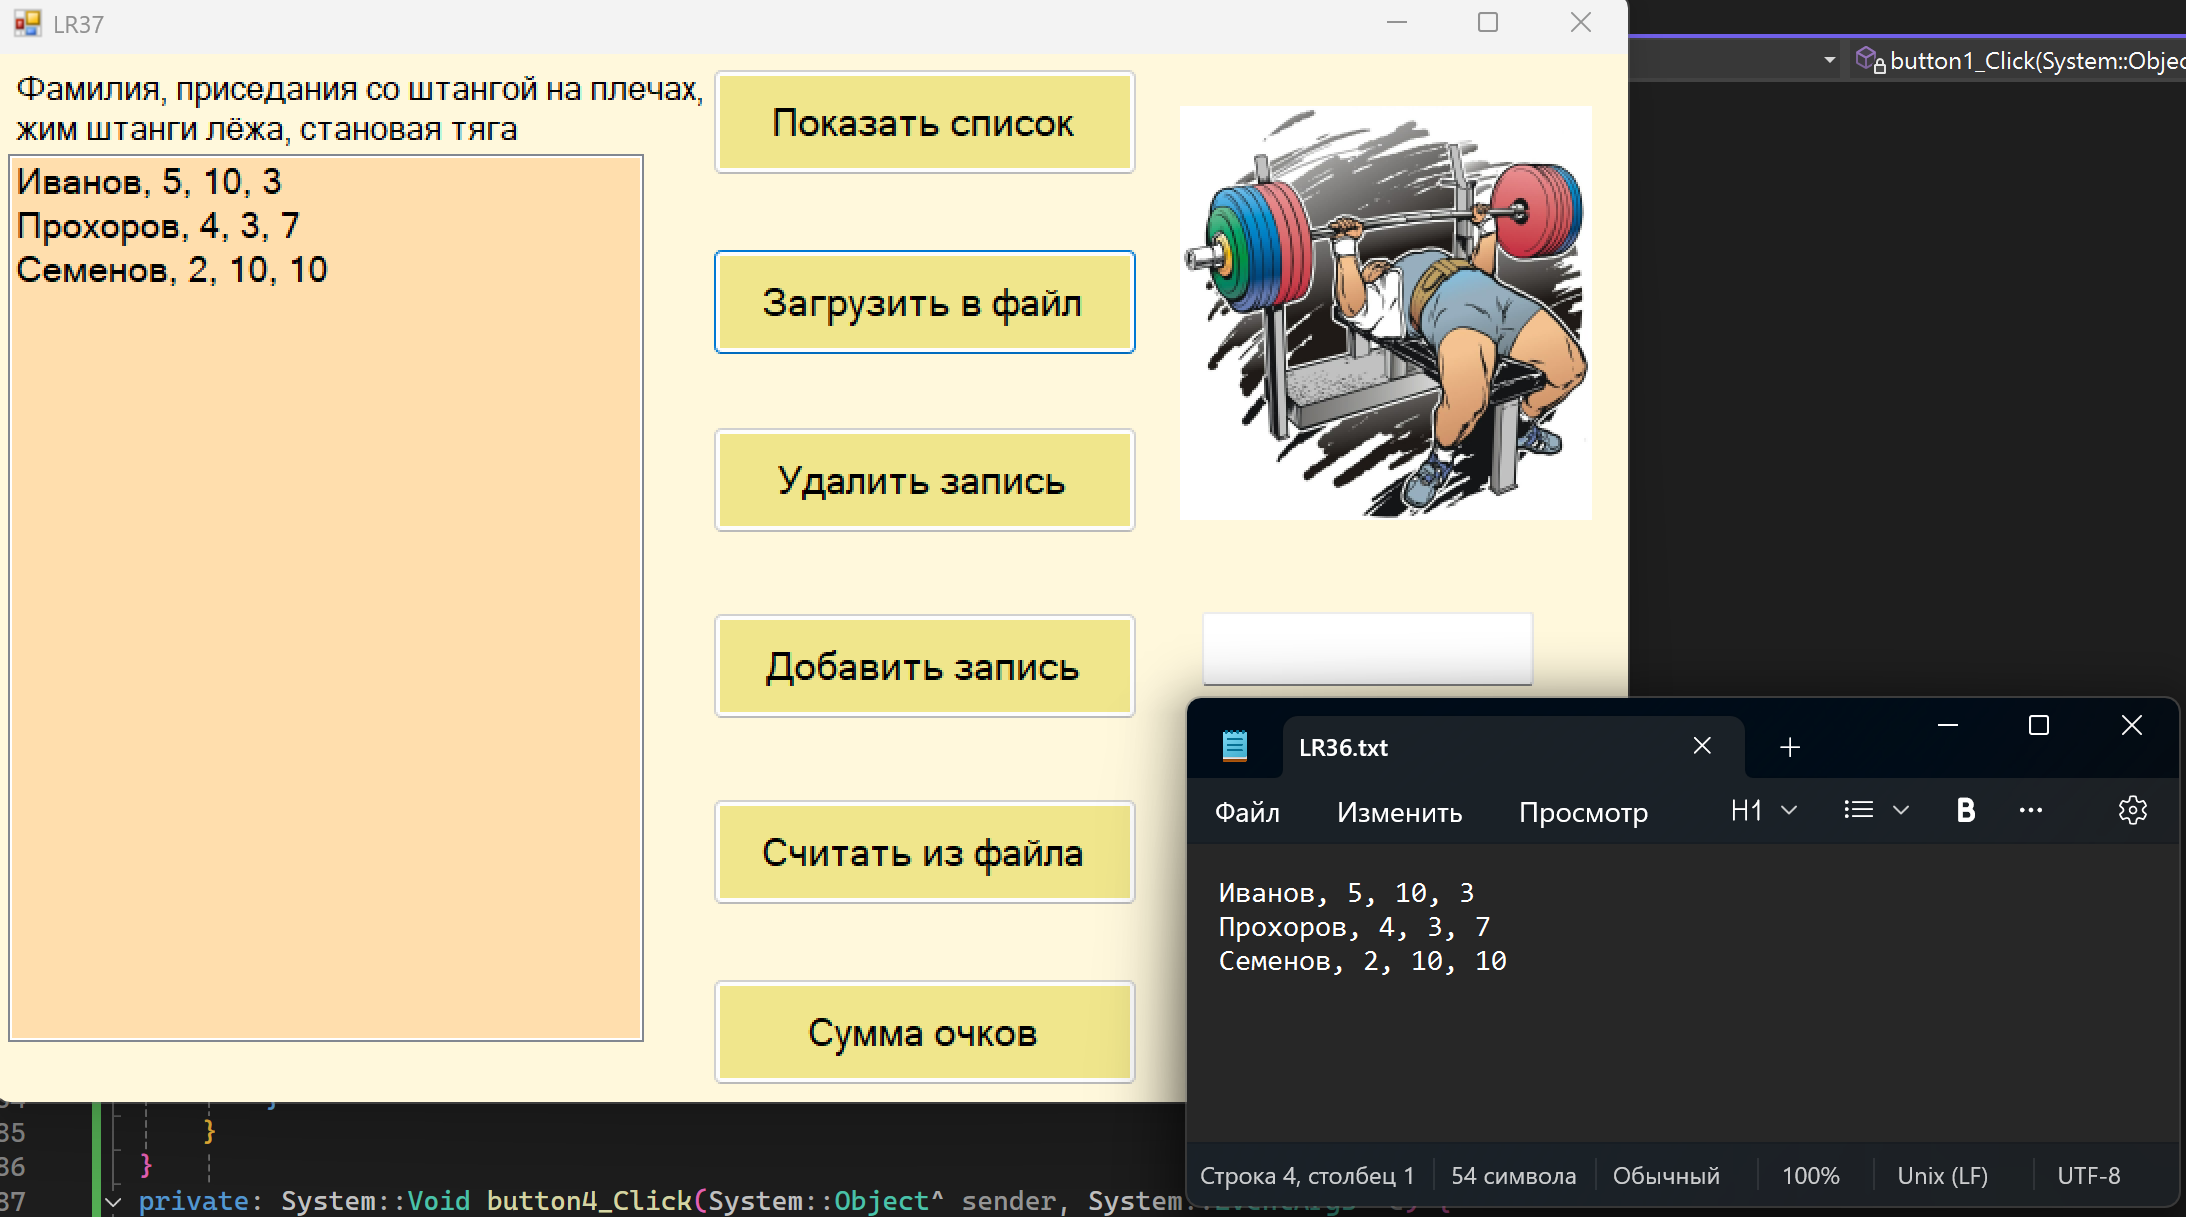 LR37
button1_Click(System::Objec
Фамилия, приседания со штангой на плечах,
жим штанги лёжа, становая тяга
Иванов, 5, 10, 3
Прохоров, 4, 3, 7
Семенов, 2, 10, 10
Показать список
Загрузить в файл
Удалить запись
Добавить запись
Считать из файла
Сумма очков
LR36.txt
Файл Изменить Просмотр H1 B
Иванов, 5, 10, 3
Прохоров, 4, 3, 7
Семенов, 2, 10, 10
Строка 4, столбец 1 54 символа Обычный 100% Unix (LF) UTF-8
85 }
86 }
87 private: System::Void button4_Click(System::Object^ sender, System::